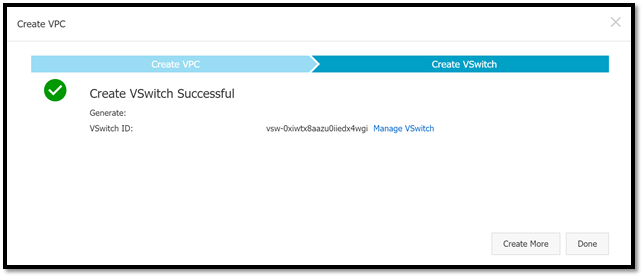 Create VPC
Create VPC
Create VSwitch
Create VSwitch Successful
Generate:
VSwitch ID: vsw-0xiwtx8aazu0iiedx4wgi Manage VSwitch
Create More
Done